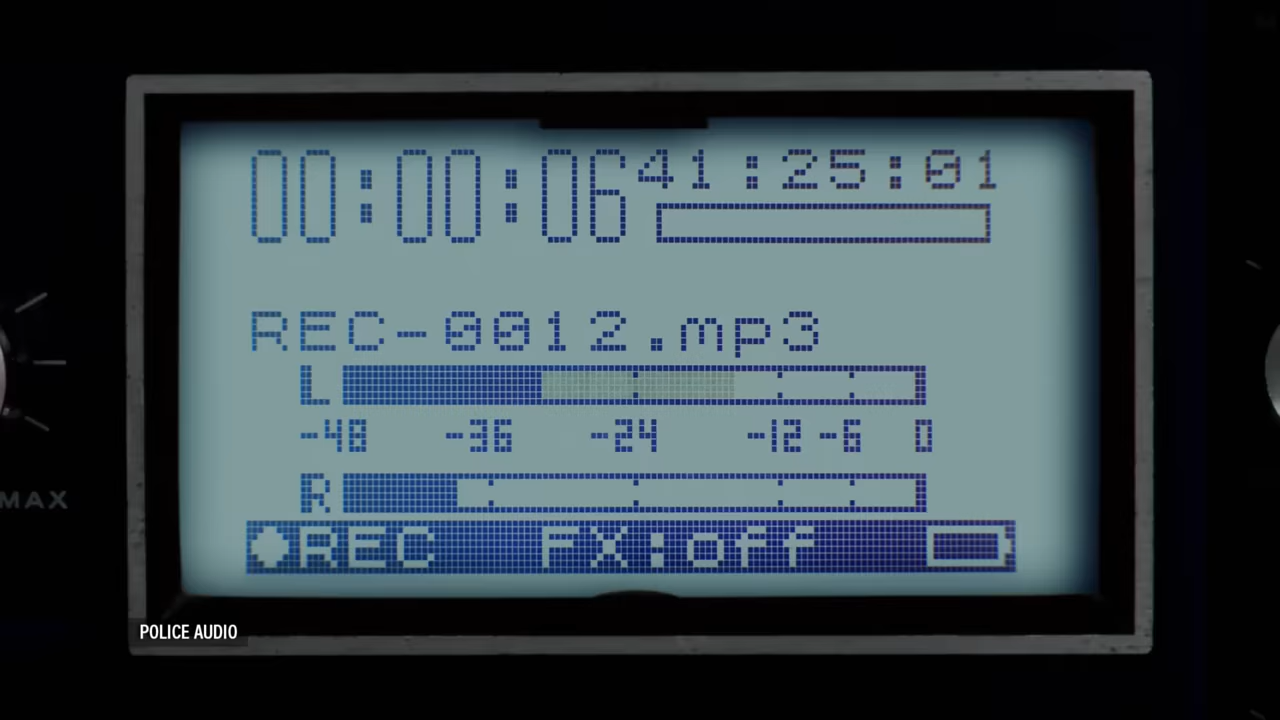 00:00:06 41:25:01
REC-0012.mp3
L
-48 -36 -24 -12 -6 0
R
REC FX:off
MAX
POLICE AUDIO